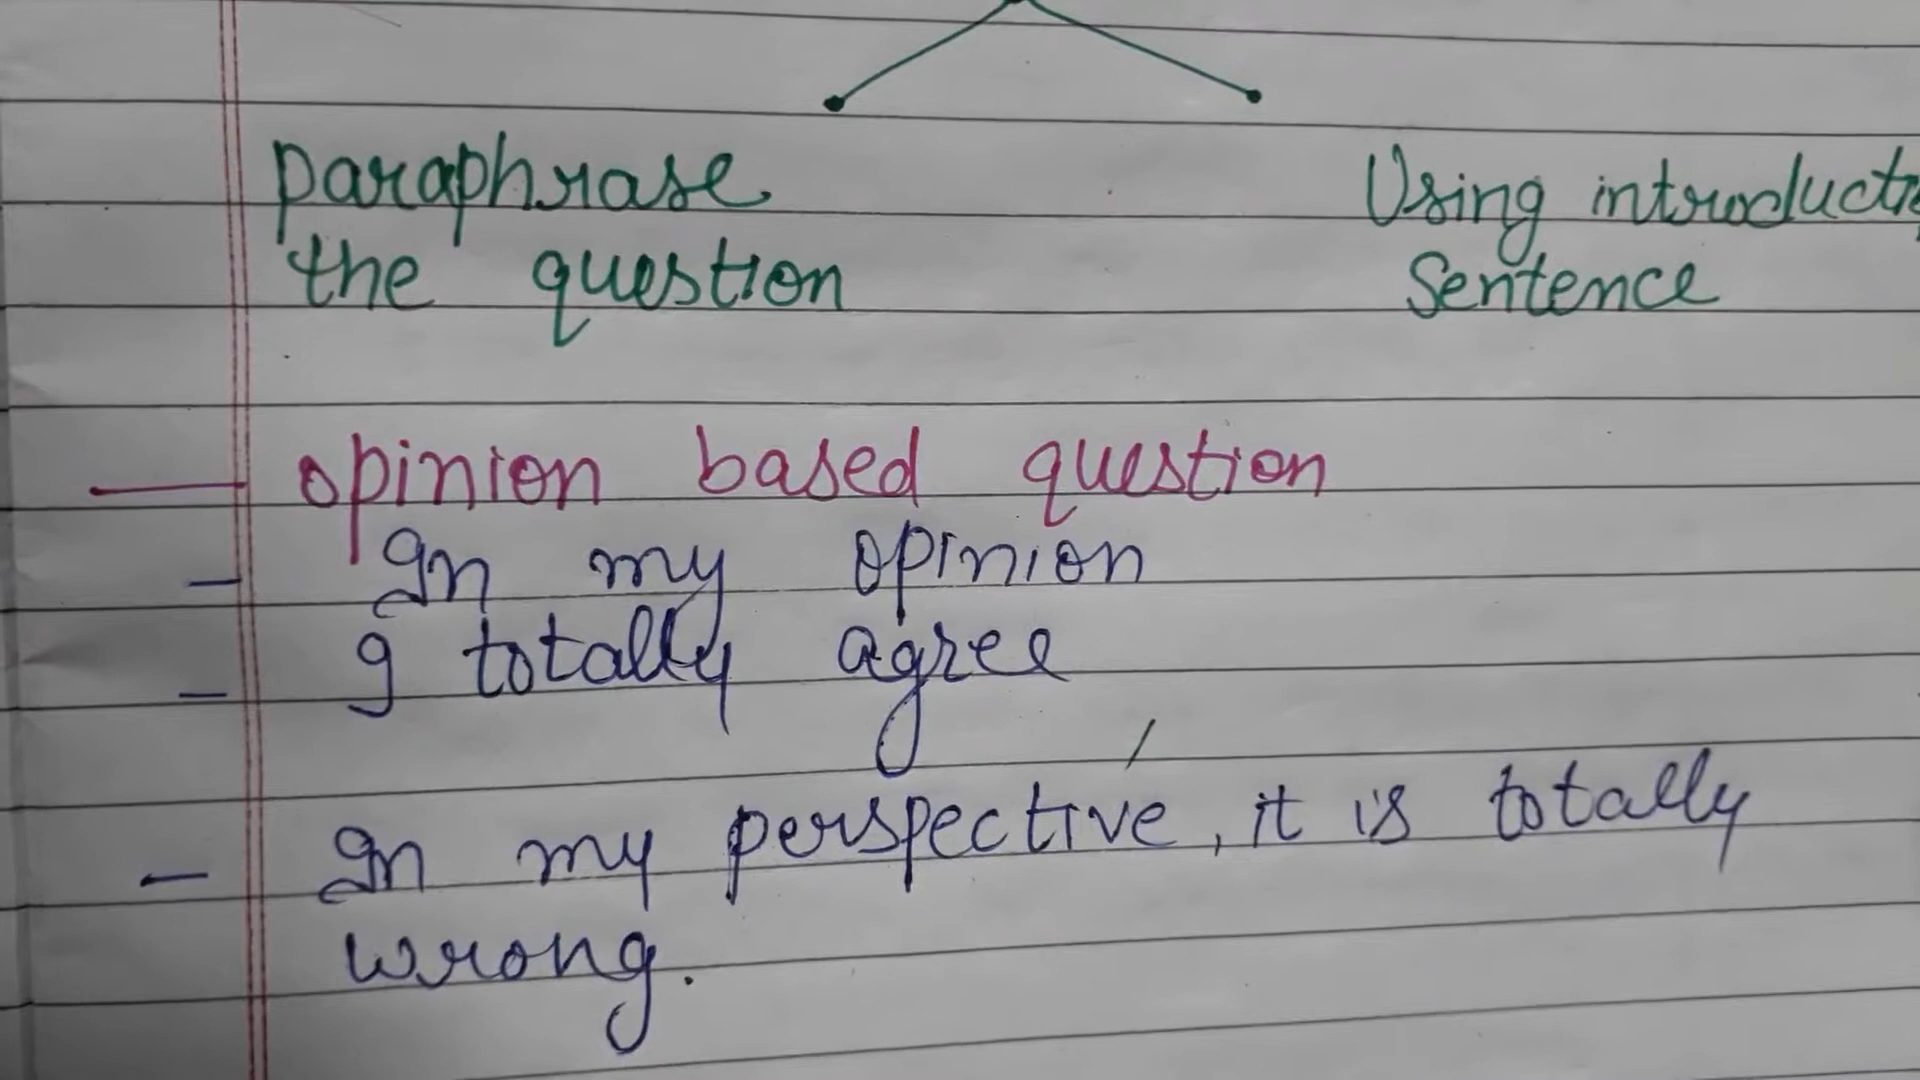 paraphrase
the question
Using introduct
Sentence
opinion based question
- In my opinion
- I totally agree
- In my perspective, it is totally
wrong.